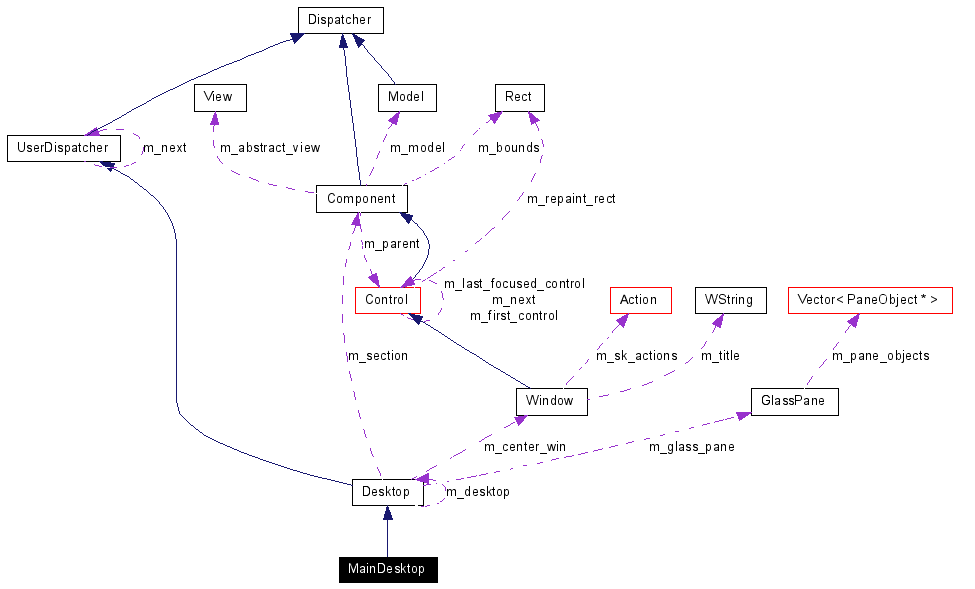 Dispatcher
View
Model
Rect
UserDispatcher
m_next
m_abstract_view
m_model
m_bounds
Component
m_repaint_rect
m_parent
m_last_focused_control
m_next
m_first_control
Control
Action
WString
Vector< PaneObject * >
m_section
m_sk_actions
m_title
m_pane_objects
Window
GlassPane
m_center_win
m_glass_pane
Desktop
m_desktop
MainDesktop